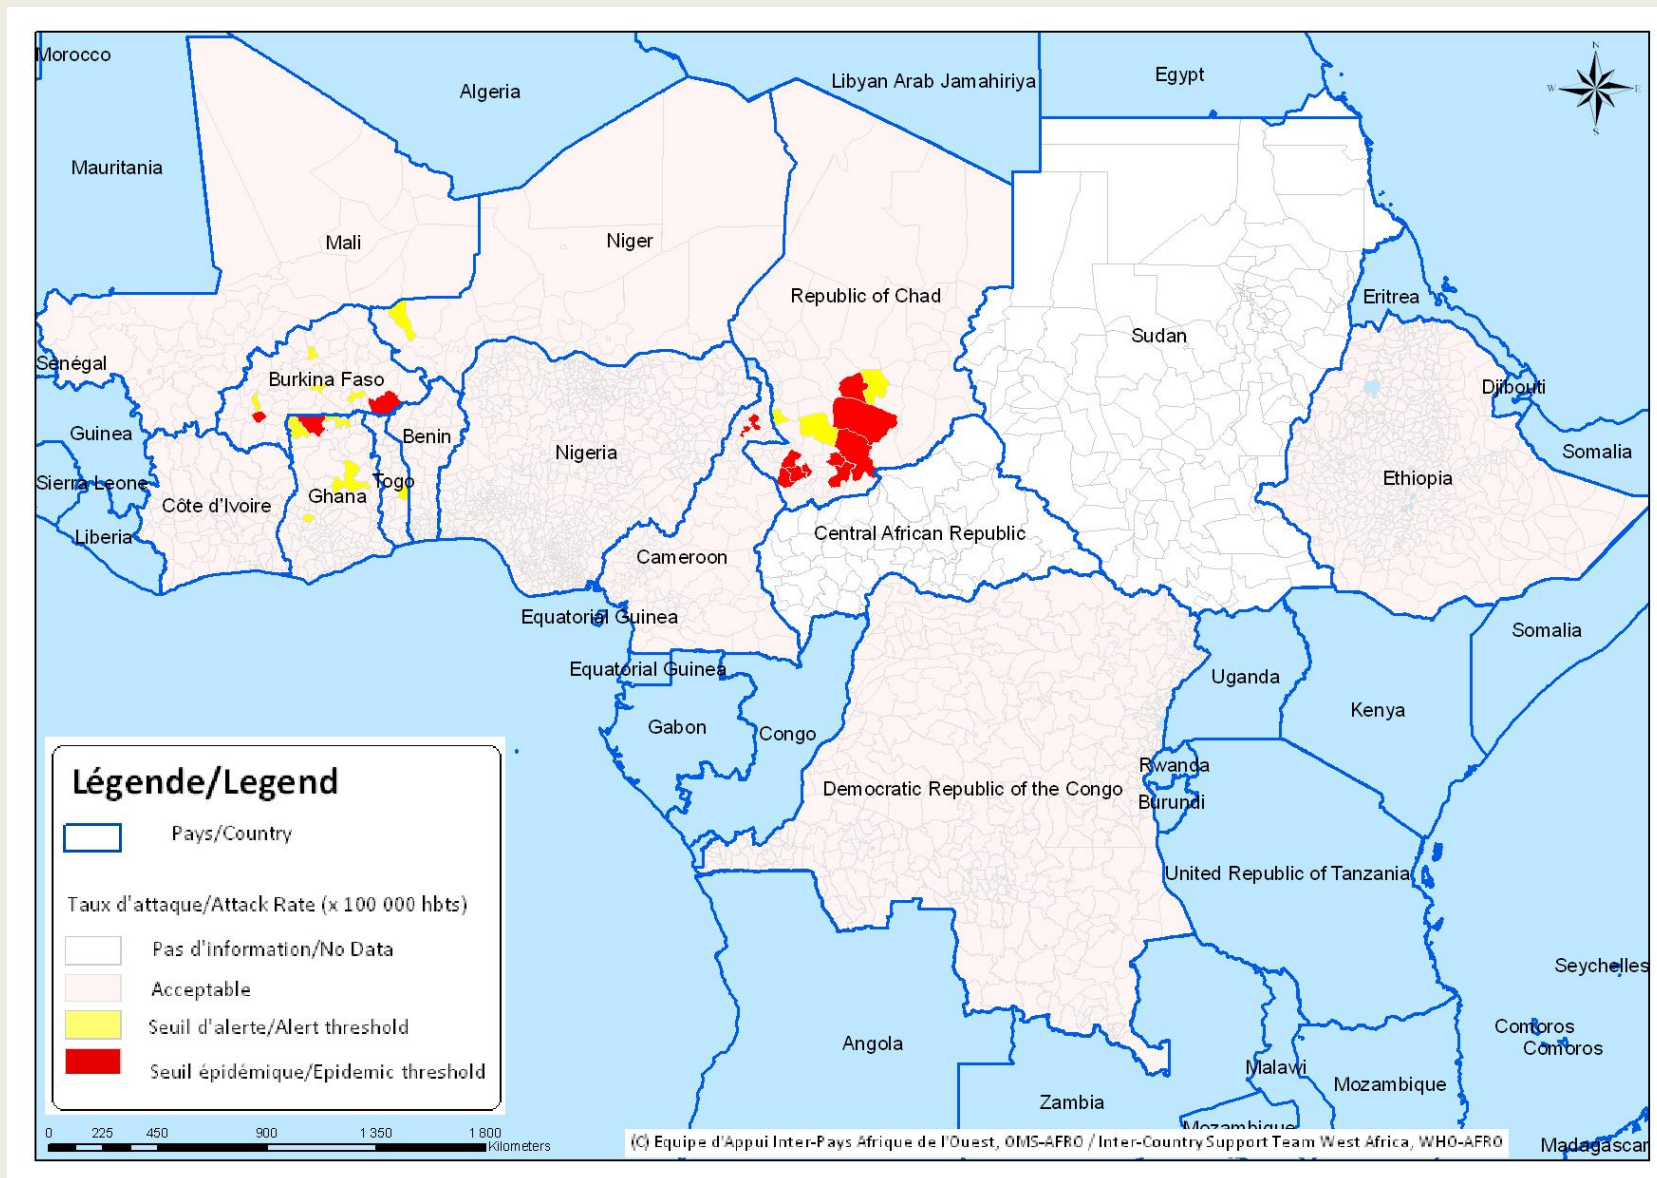 Morocco
Algeria
Libyan Arab Jamahiriya
Egypt
N
W
E
S
Mauritania
Mali
Niger
Republic of Chad
Sudan
Eritrea
Senégal
Burkina Faso
Djibouti
Guinea
Benin
Nigeria
Somalia
Sierra Leone
Togo
Ethiopia
Côte d'Ivoire
Ghana
Liberia
Central African Republic
Cameroon
Equatorial Guinea
Somalia
Equatorial Guinea
Uganda
Gabon
Congo
Kenya
Rwanda
Democratic Republic of the Congo
Burundi
United Republic of Tanzania
Seychelles
Angola
Comoros
Comoros
Malawi
Mozambique
Zambia
Mozambique
Madagascar
Légende/Legend
Pays/Country
Taux d'attaque/Attack Rate (x 100 000 hbts)
Pas d'information/No Data
Acceptable
Seuil d'alerte/Alert threshold
Seuil épidémique/Epidemic threshold
0 225 450 900 1 350 1 800
Kilometers
(C) Equipe d'Appui Inter-Pays Afrique de l'Ouest, OMS-AFRO / Inter-Country Support Team West Africa, WHO-AFRO